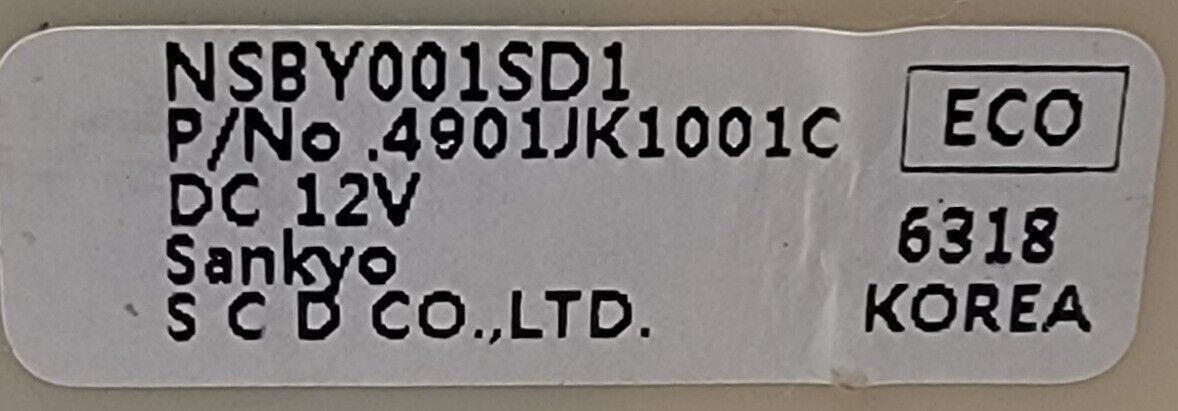 NSBY001SD1
P/No .4901JK1001C
DC 12V
Sankyo
S C D CO.,LTD.
ECO
6318
KOREA